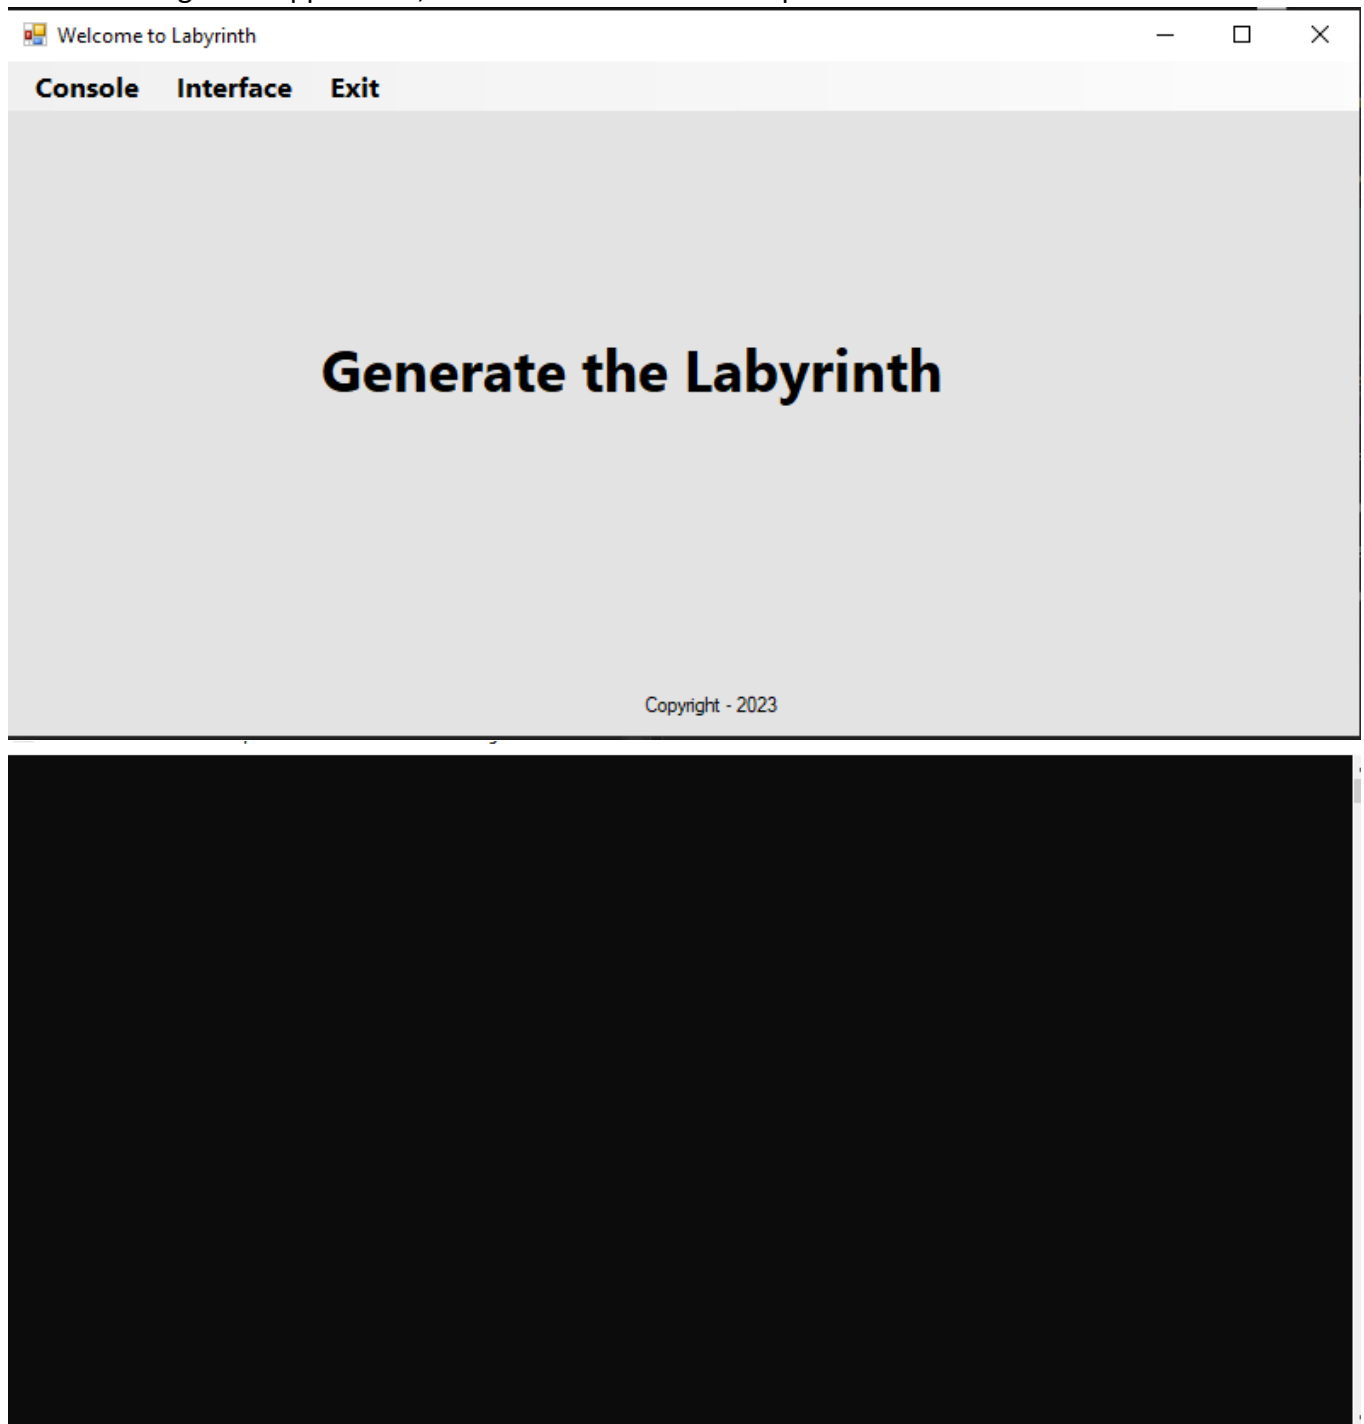 Welcome to Labyrinth
Console Interface Exit
Generate the Labyrinth
Copyright - 2023